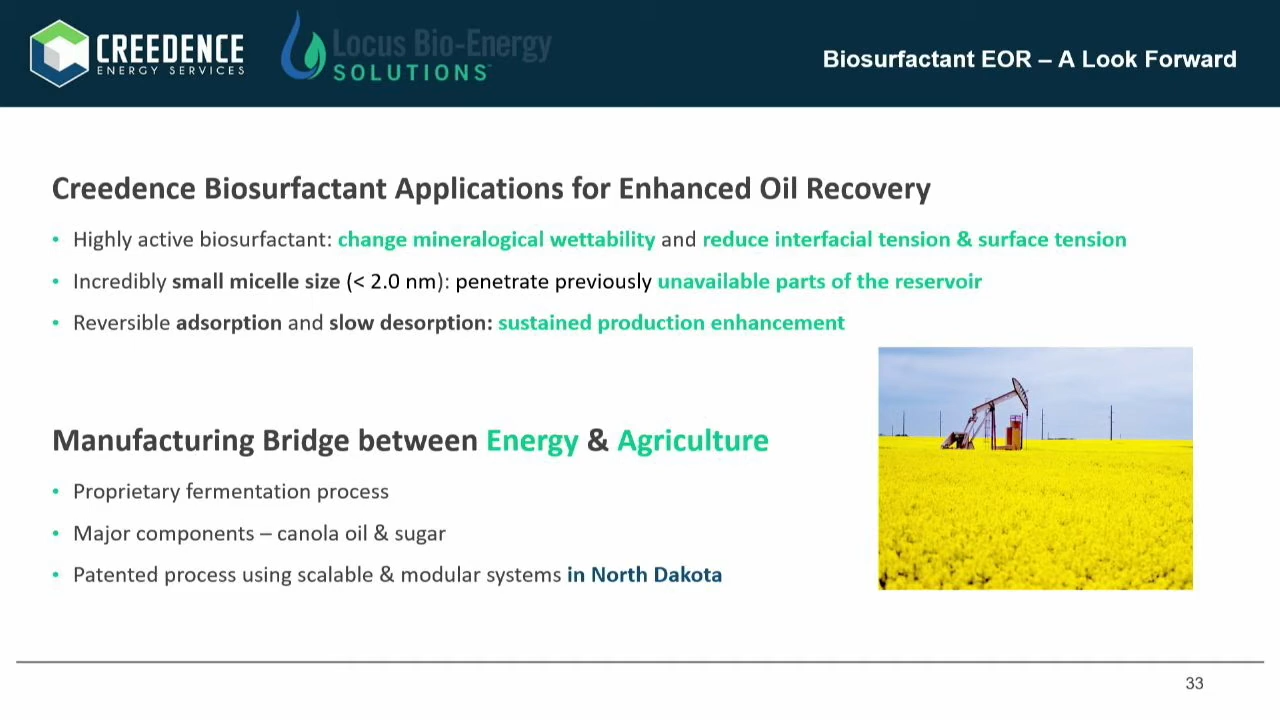 CREEDENCE
ENERGY SERVICES
Locus Bio-Energy
SOLUTIONS
Biosurfactant EOR – A Look Forward
Creedence Biosurfactant Applications for Enhanced Oil Recovery
• Highly active biosurfactant: change mineralogical wettability and reduce interfacial tension & surface tension
• Incredibly small micelle size (< 2.0 nm): penetrate previously unavailable parts of the reservoir
• Reversible adsorption and slow desorption: sustained production enhancement
Manufacturing Bridge between Energy & Agriculture
• Proprietary fermentation process
• Major components – canola oil & sugar
• Patented process using scalable & modular systems in North Dakota
33